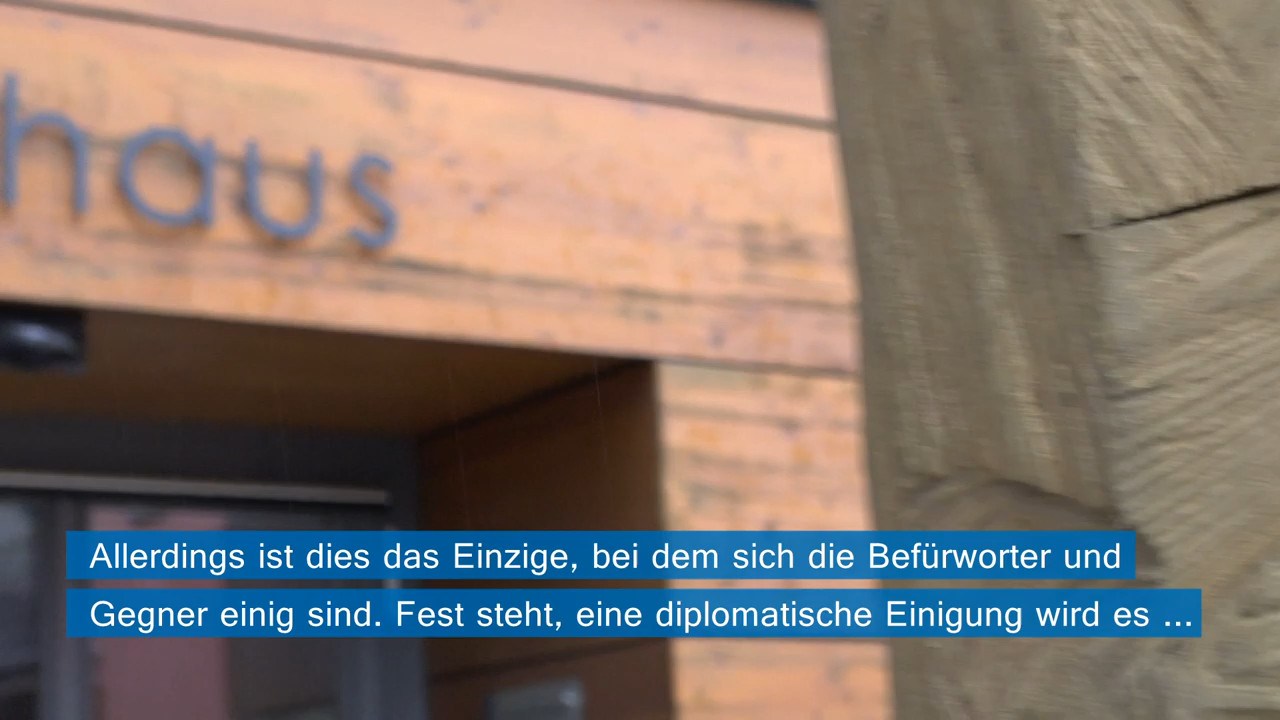 haus
Allerdings ist dies das Einzige, bei dem sich die Befürworter und
Gegner einig sind. Fest steht, eine diplomatische Einigung wird es ...